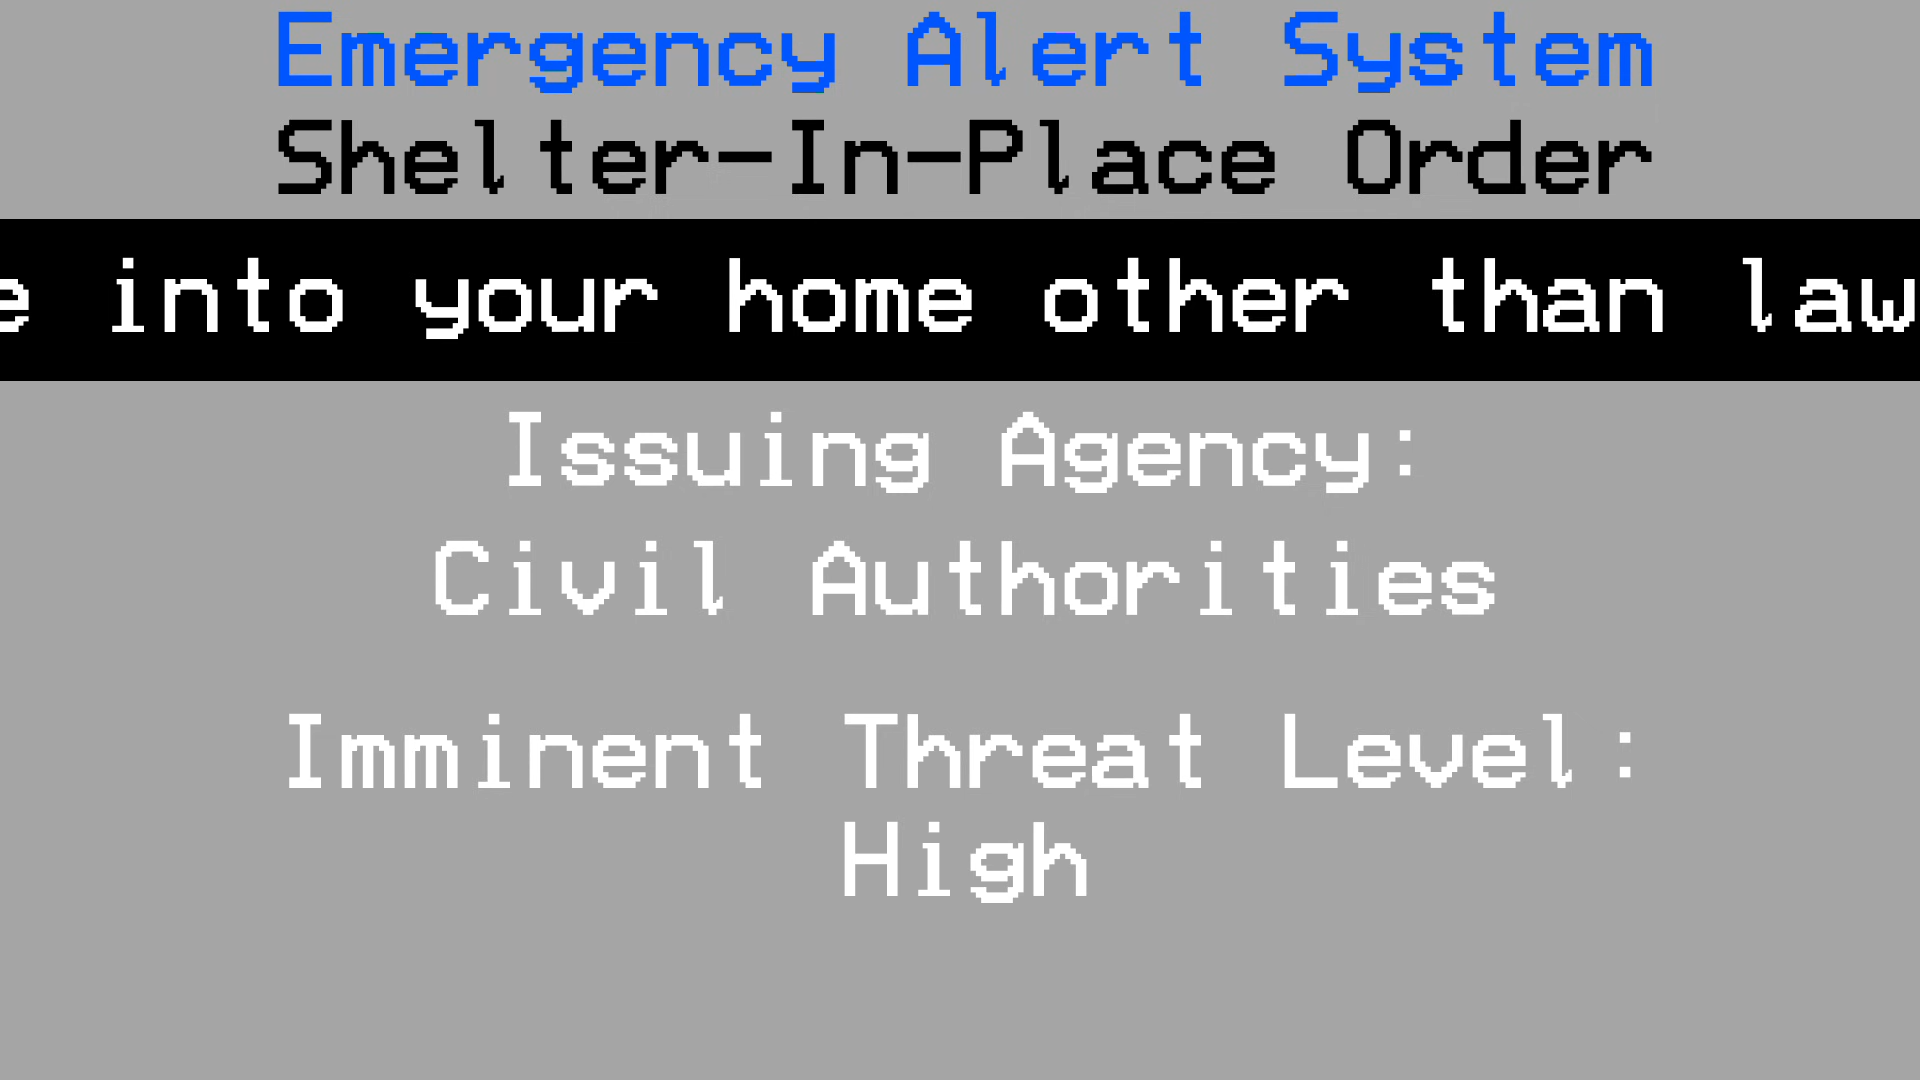 Emergency Alert System
Shelter-In-Place Order
e into your home other than law
Issuing Agency:
Civil Authorities
Imminent Threat Level:
High